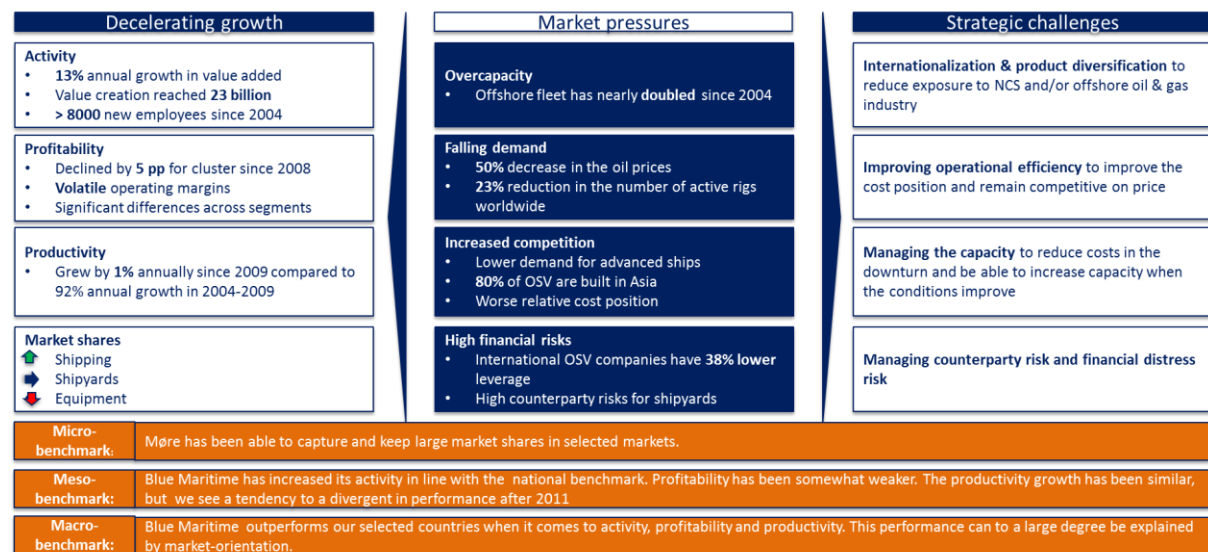 Decelerating growth
Activity
• 13% annual growth in value added
• Value creation reached 23 billion
• > 8000 new employees since 2004
Profitability
• Declined by 5 pp for cluster since 2008
• Volatile operating margins
• Significant differences across segments
Productivity
• Grew by 1% annually since 2009 compared to
92% annual growth in 2004-2009
Market shares
Shipping
Shipyards
Equipment
Market pressures
Overcapacity
• Offshore fleet has nearly doubled since 2004
Falling demand
• 50% decrease in the oil prices
• 23% reduction in the number of active rigs
worldwide
Increased competition
• Lower demand for advanced ships
• 80% of OSV are built in Asia
• Worse relative cost position
High financial risks
• International OSV companies have 38% lower
leverage
• High counterparty risks for shipyards
Strategic challenges
Internationalization & product diversification to
reduce exposure to NCS and/or offshore oil & gas
industry
Improving operational efficiency to improve the
cost position and remain competitive on price
Managing the capacity to reduce costs in the
downturn and be able to increase capacity when
the conditions improve
Managing counterparty risk and financial distress
risk
Micro-
benchmark:
Møre has been able to capture and keep large market shares in selected markets.
Meso-
benchmark:
Blue Maritime has increased its activity in line with the national benchmark. Profitability has been somewhat weaker. The productivity growth has been similar,
but we see a tendency to a divergent in performance after 2011
Macro-
benchmark:
Blue Maritime outperforms our selected countries when it comes to activity, profitability and productivity. This performance can to a large degree be explained
by market-orientation.